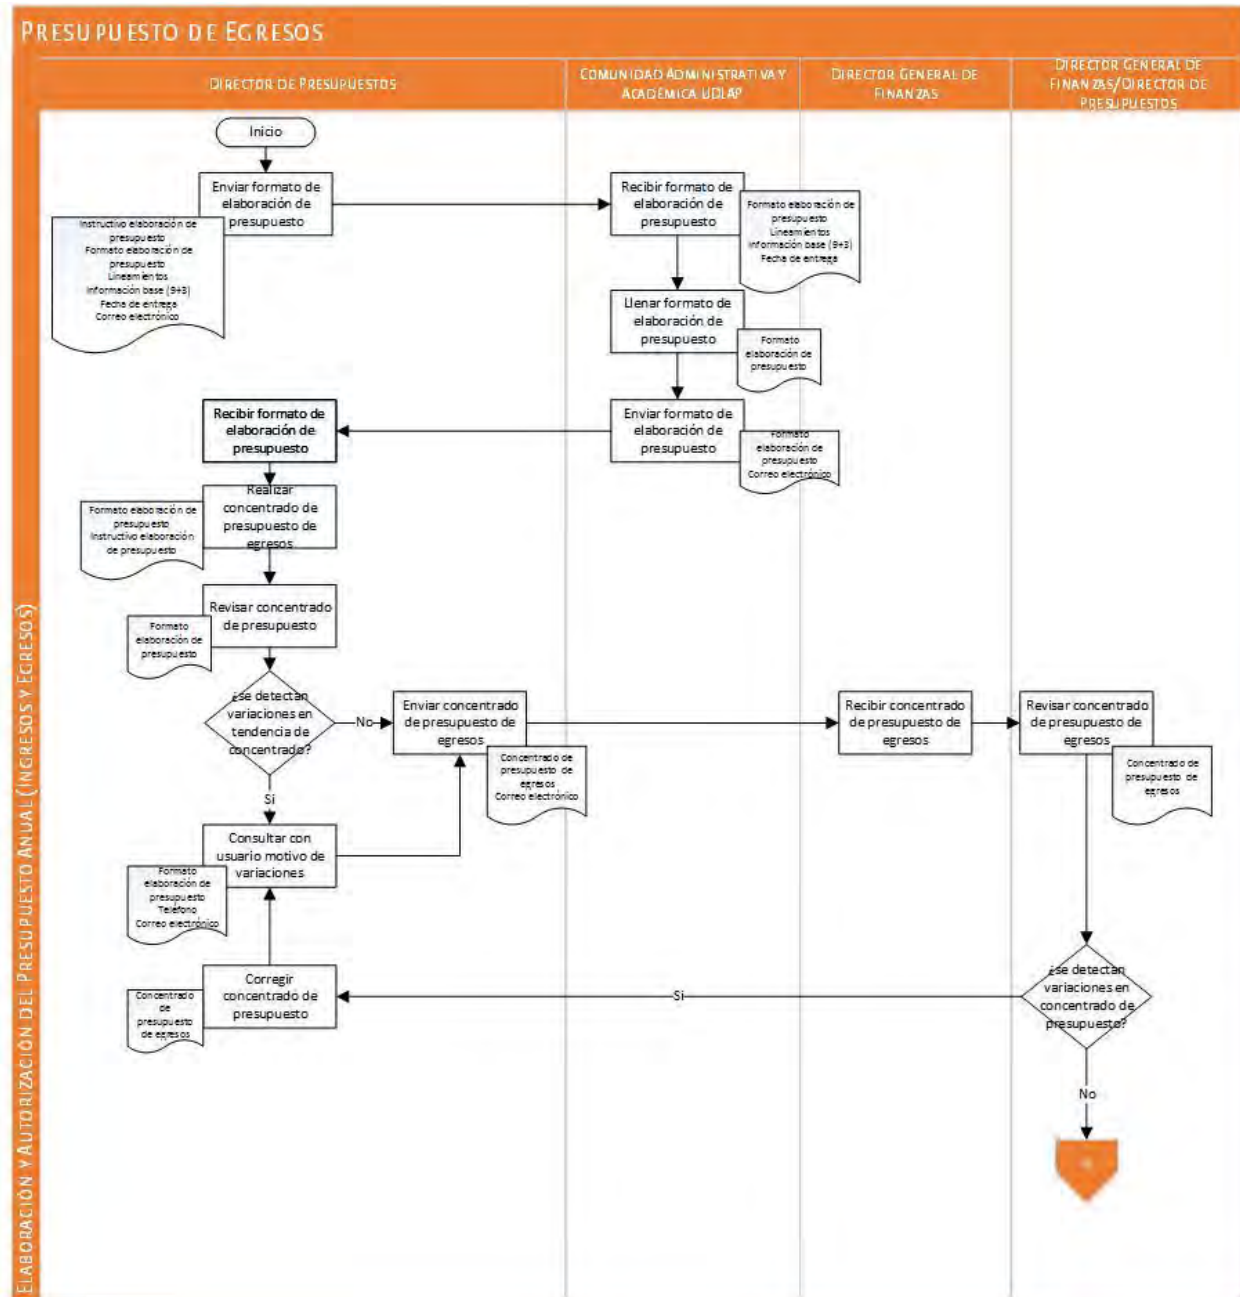 PRESUPUESTO DE EGRESOS
DIRECTOR DE PRESUPUESTOS
COMUNIDAD ADMINISTRATIVA Y
ACADÉMICA UDLAP
DIRECTOR GENERAL DE
FINANZAS
DIRECTOR GENERAL DE
FINANZAS/DIRECTOR DE
PRESUPUESTOS
ELABORACIÓN Y AUTORIZACIÓN DEL PRESUPUESTO ANUAL (INGRESOS Y EGRESOS)
Inicio
Enviar formato de
elaboración de
presupuesto
Instructivo elaboración de
presupuesto
Formato elaboración de
presupuesto
Lineamientos
Información base (9+3)
Fecha de entrega
Correo electrónico
Recibir formato de
elaboración de
presupuesto
Formato elaboración de
presupuesto
Lineamientos
Información base (9+3)
Fecha de entrega
Llenar formato de
elaboración de
presupuesto
Formato
elaboración de
presupuesto
Enviar formato de
elaboración de
presupuesto
Formato
elaboración de
presupuesto
Correo electrónico
Recibir formato de
elaboración de
presupuesto
Realizar
concentrado de
presupuesto de
egresos
Formato elaboración de
presupuesto
Instructivo elaboración
de presupuesto
Revisar concentrado
de presupuesto
Formato
elaboración de
presupuesto
¿se detectan
variaciones en
tendencia de
concentrado?
No
Enviar concentrado
de presupuesto de
egresos
Concentrado de
presupuesto de
egresos
Correo electrónico
Recibir concentrado
de presupuesto de
egresos
Revisar concentrado
de presupuesto de
egresos
Concentrado de
presupuesto de
egresos
Si
Consultar con
usuario motivo de
variaciones
Formato
elaboración de
presupuesto
Teléfono
Correo electrónico
Corregir
concentrado de
presupuesto
Concentrado
de
presupuesto
de egresos
Si
¿se detectan
variaciones en
concentrado de
presupuesto?
No